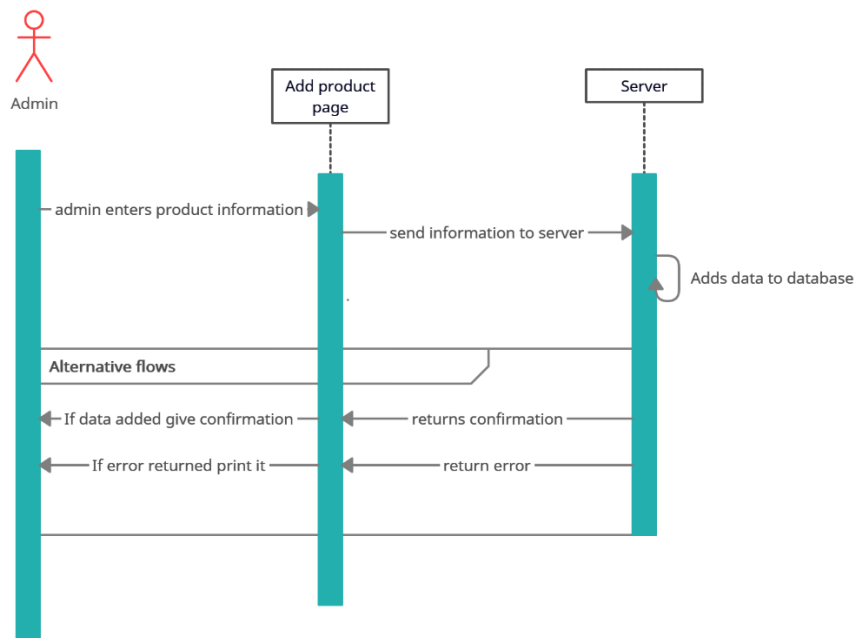 Admin
Add product
page
Server
admin enters product information
send information to server
Adds data to database
Alternative flows
If data added give confirmation
returns confirmation
If error returned print it
return error